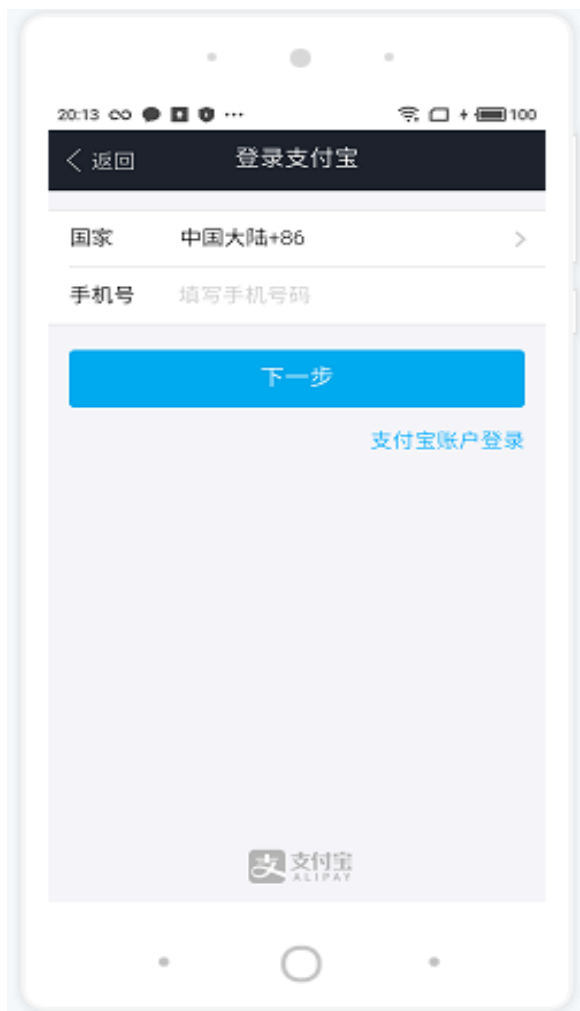 20:13 ··· 100
返回 登录支付宝
国家 中国大陆+86
手机号 填写手机号码
下一步
支付宝账户登录
支 支付宝
ALIPAY